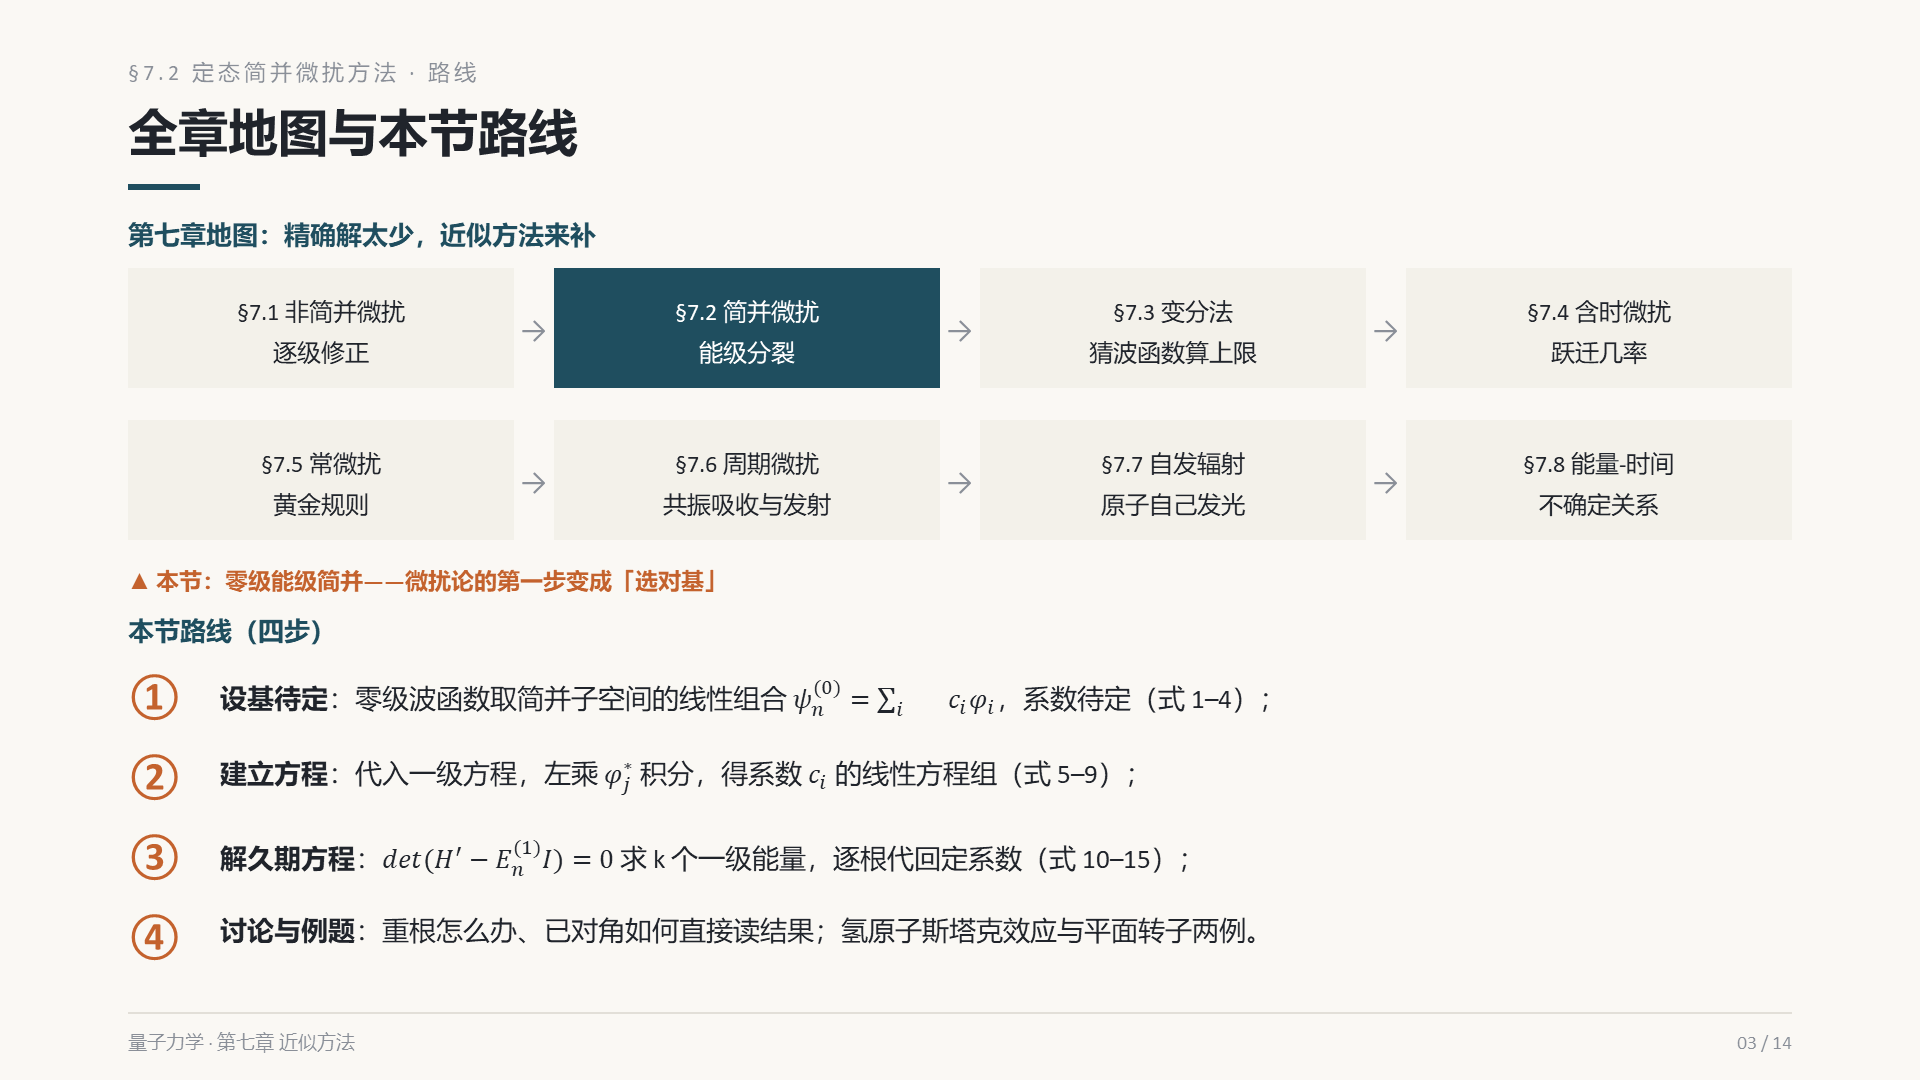 §7.2 定态简并微扰方法 · 路线
全章地图与本节路线
第七章地图：精确解太少，近似方法来补
§7.1 非简并微扰
逐级修正
→
§7.2 简并微扰
能级分裂
→
§7.3 变分法
猜波函数算上限
→
§7.4 含时微扰
跃迁几率
§7.5 常微扰
黄金规则
→
§7.6 周期微扰
共振吸收与发射
→
§7.7 自发辐射
原子自己发光
→
§7.8 能量-时间
不确定关系
▲ 本节：零级能级简并——微扰论的第一步变成「选对基」
本节路线（四步）
① 设基待定：零级波函数取简并子空间的线性组合 ψ_n^(0) = ∑_i c_i φ_i，系数待定（式 1–4）；
② 建立方程：代入一级方程，左乘 φ_j^* 积分，得系数 c_i 的线性方程组（式 5–9）；
③ 解久期方程：det(H′ − E_n^(1) I) = 0 求 k 个一级能量，逐根代回定系数（式 10–15）；
④ 讨论与例题：重根怎么办、已对角如何直接读结果；氢原子斯塔克效应与平面转子两例。
量子力学 · 第七章 近似方法
03 / 14